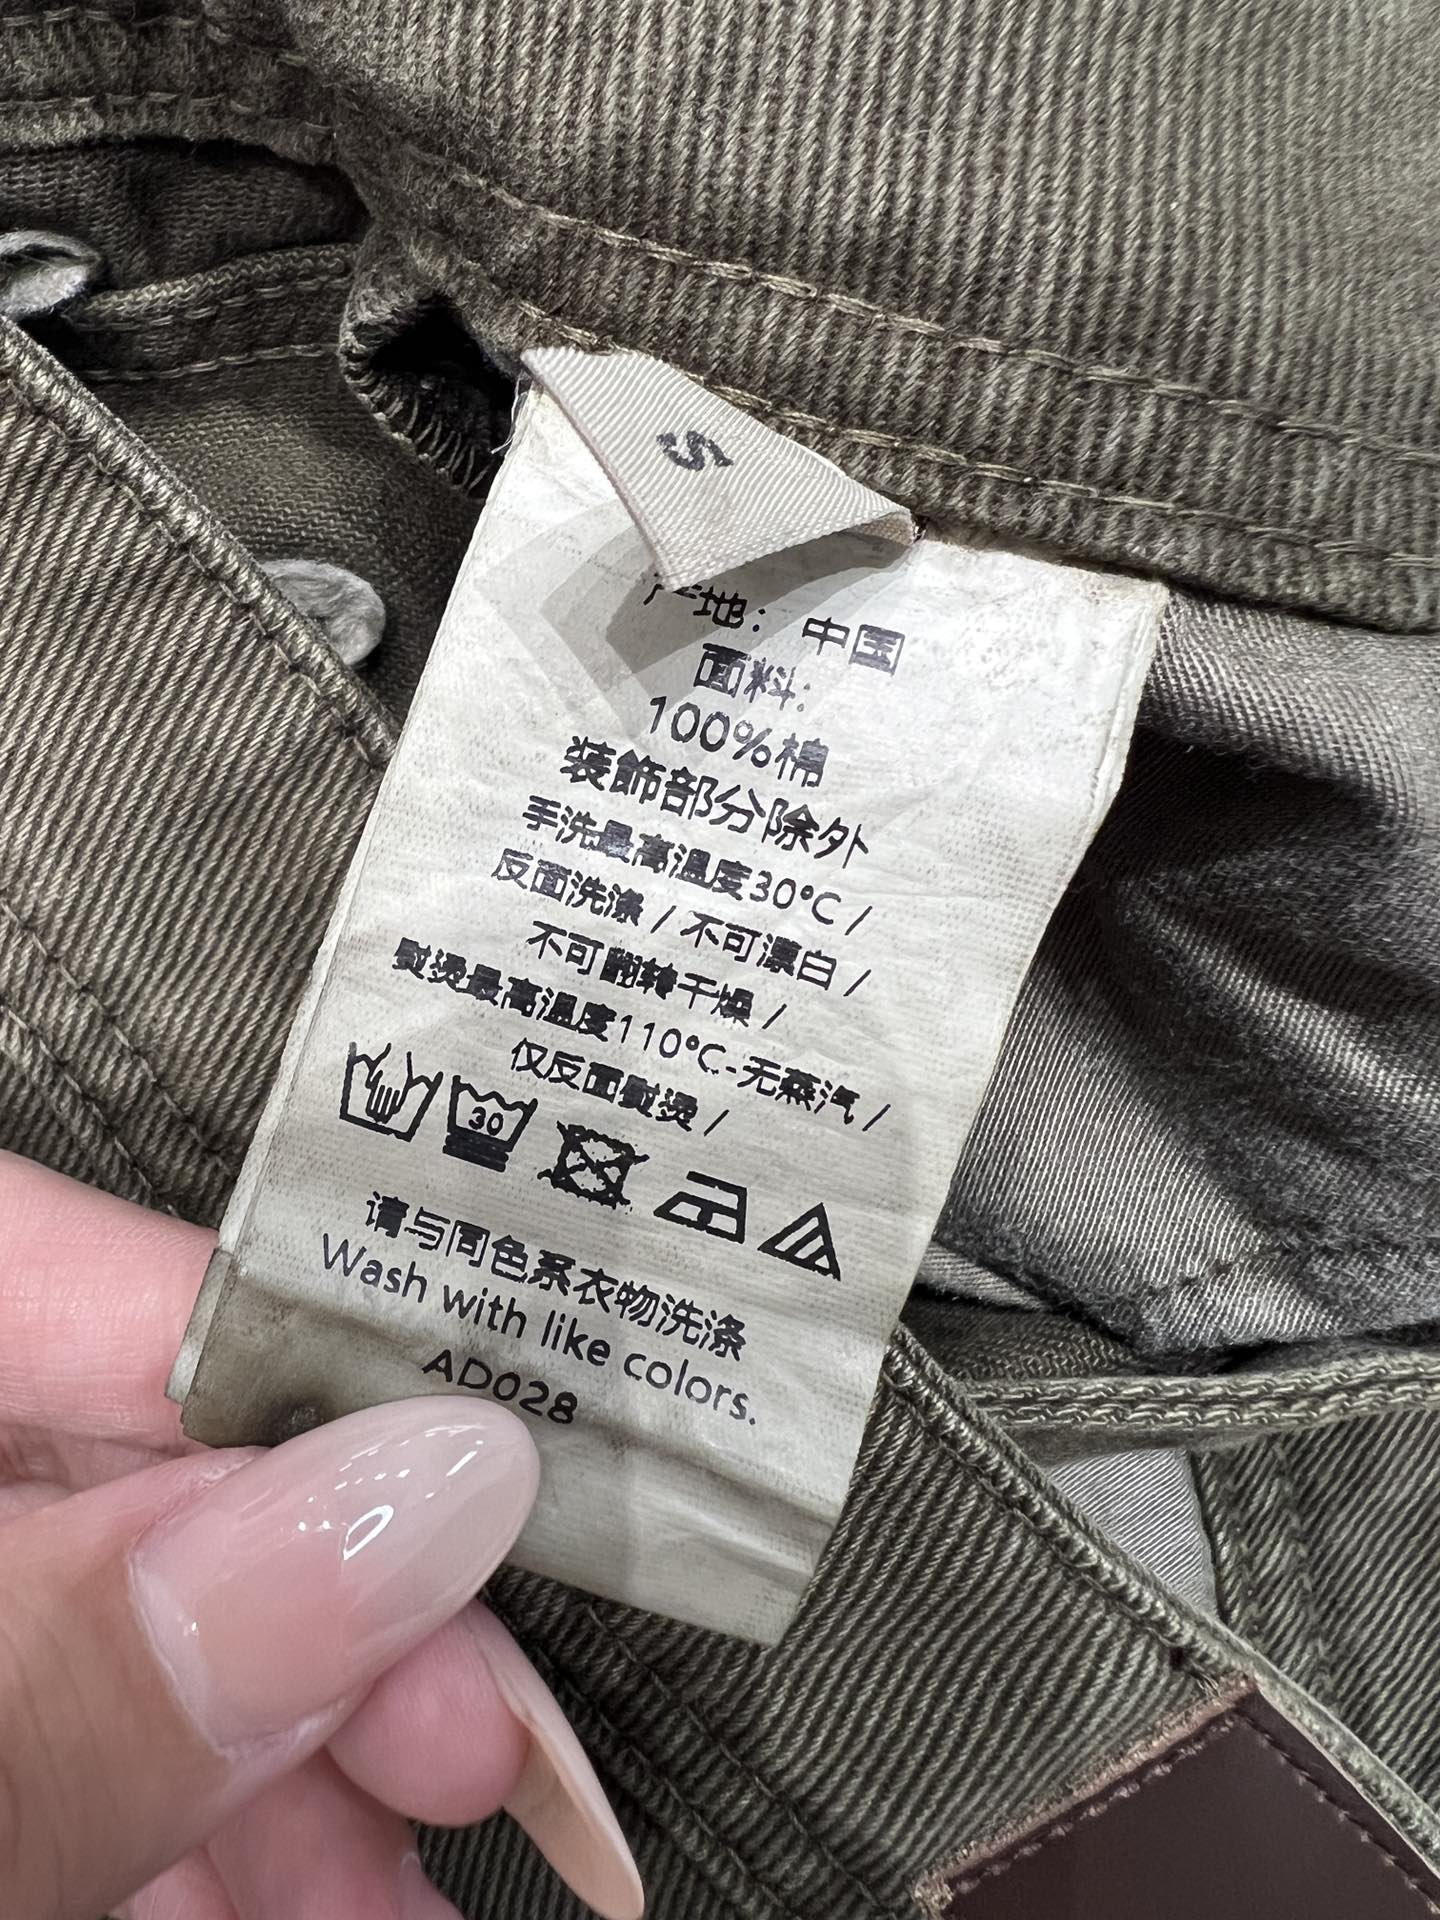 S
产地：中国
面料:
100%棉
装飾部分除外
手洗最高温度30°C /
反面洗涤 / 不可漂白 /
不可翻转干燥 /
熨烫最高温度110°C-无蒸汽 /
仅反面熨烫 /
30
请与同色系衣物洗涤
Wash with like colors.
AD028